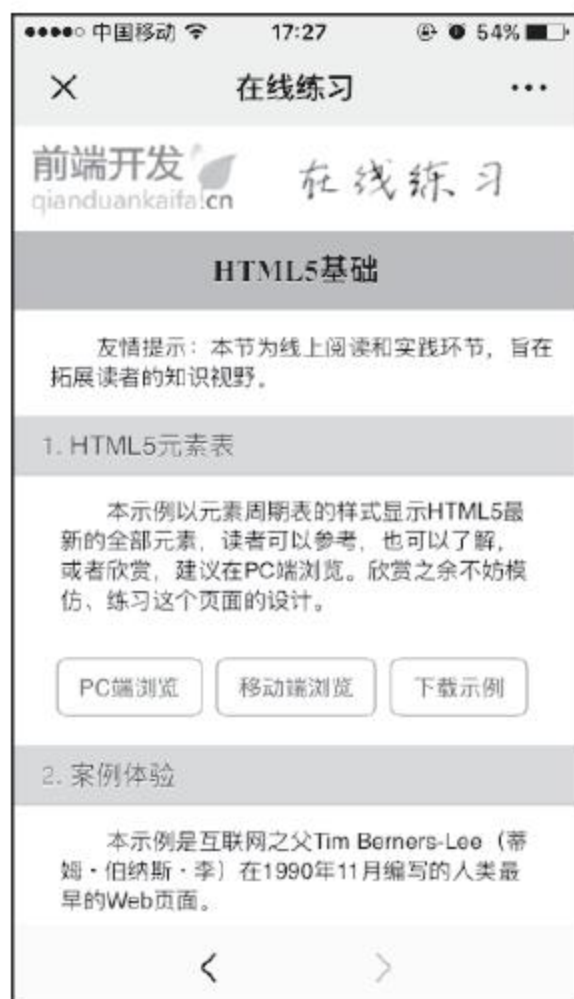 中国移动 17:27 54%
在线练习
前端开发
qianduankaifa.cn
在线练习
HTML5基础
友情提示：本节为线上阅读和实践环节，旨在
拓展读者的知识视野。
1. HTML5元素表
本示例以元素周期表的样式显示HTML5最
新的全部元素，读者可以参考，也可以了解，
或者欣赏，建议在PC端浏览。欣赏之余不妨模
仿、练习这个页面的设计。
PC端浏览 移动端浏览 下载示例
2. 案例体验
本示例是互联网之父Tim Berners-Lee（蒂
姆·伯纳斯·李）在1990年11月编写的人类最
早的Web页面。